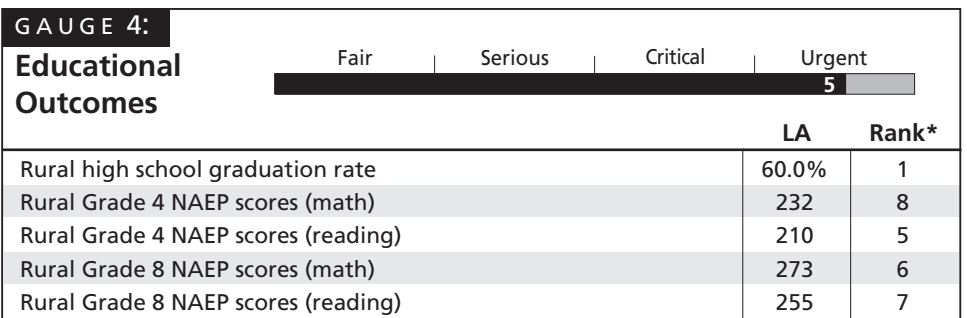 GAUGE 4:
Educational
Outcomes
Fair Serious Critical Urgent
5
LA Rank*
Rural high school graduation rate 60.0% 1
Rural Grade 4 NAEP scores (math) 232 8
Rural Grade 4 NAEP scores (reading) 210 5
Rural Grade 8 NAEP scores (math) 273 6
Rural Grade 8 NAEP scores (reading) 255 7